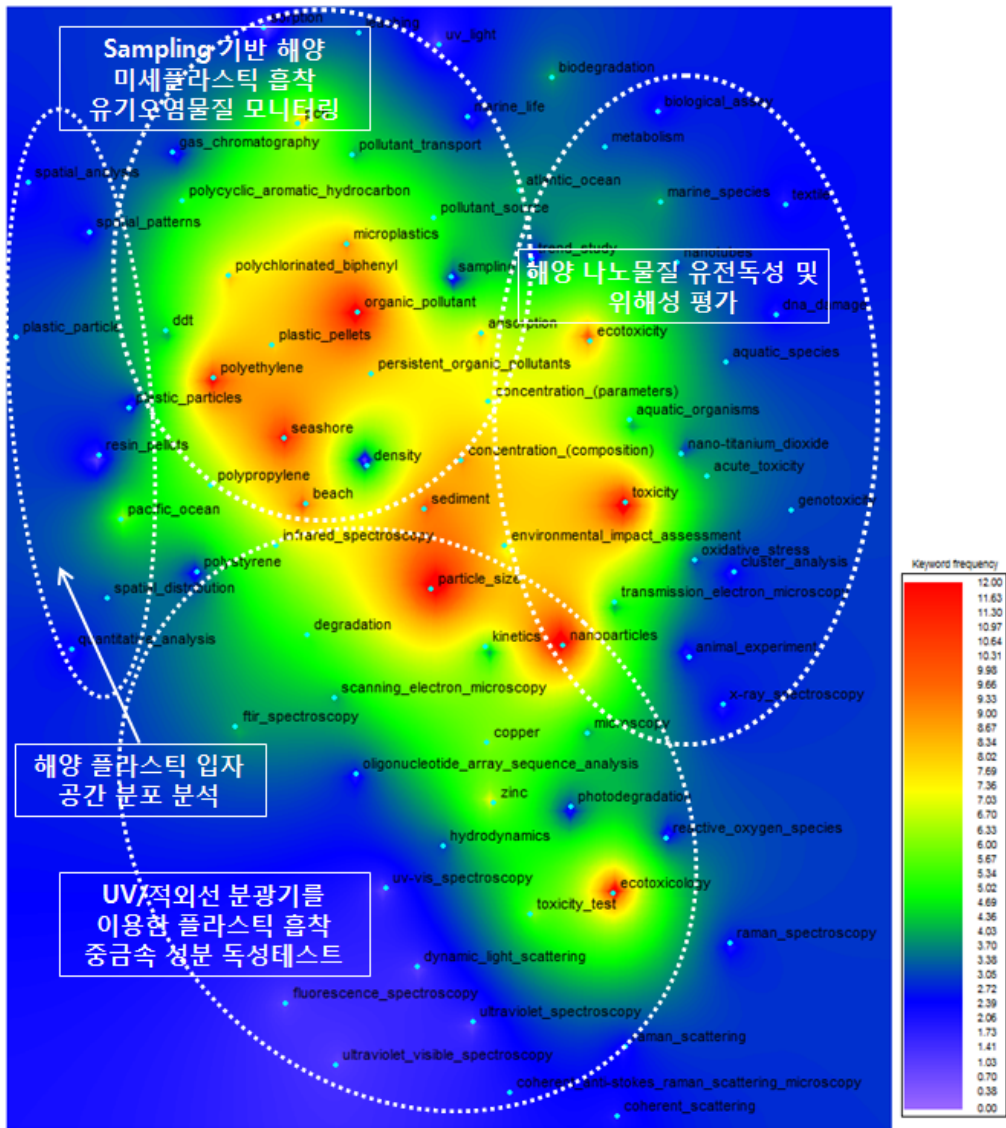 sorption
leaching
uv_light
Sampling 기반 해양
미세플라스틱 흡착
유기오염물질 모니터링
biodegradation
marine_life
biological_assay
gas_chromatography
pollutant_transport
metabolism
spatial_analysis
atlantic_ocean
polycyclic_aromatic_hydrocarbon
marine_species
textile
pollutant_source
spatial_patterns
microplastics
trend_study
nanotubes
polychlorinated_biphenyl
sampling
해양 나노물질 유전독성 및
위해성 평가
organic_pollutant
dna_damage
plastic_particle
ddt
plastic_pellets
adsorption
ecotoxicity
persistent_organic_pollutants
aquatic_species
polyethylene
concentration_(parameters)
plastic_particles
aquatic_organisms
seashore
resin_pellets
density
concentration_(composition)
nano-titanium_dioxide
acute_toxicity
polypropylene
beach
sediment
toxicity
genotoxicity
pacific_ocean
infrared_spectroscopy
environmental_impact_assessment
oxidative_stress
cluster_analysis
polystyrene
particle_size
spatial_distribution
transmission_electron_microscopy
quantitative_analysis
degradation
kinetics
nanoparticles
animal_experiment
scanning_electron_microscopy
x-ray_spectroscopy
ftir_spectroscopy
microscopy
copper
해양 플라스틱 입자
공간 분포 분석
oligonucleotide_array_sequence_analysis
zinc
photodegradation
hydrodynamics
reactive_oxygen_species
UV/적외선 분광기를
이용한 플라스틱 흡착
중금속 성분 독성테스트
uv-vis_spectroscopy
ecotoxicology
toxicity_test
raman_spectroscopy
dynamic_light_scattering
fluorescence_spectroscopy
ultraviolet_spectroscopy
raman_scattering
ultraviolet_visible_spectroscopy
coherent_anti-stokes_raman_scattering_microscopy
coherent_scattering
Keyword frequency
12.00
11.63
11.30
10.97
10.64
10.31
9.98
9.66
9.33
9.00
8.67
8.34
8.02
7.69
7.36
7.03
6.70
6.38
6.00
5.67
5.34
5.02
4.69
4.36
4.03
3.70
3.38
3.05
2.72
2.39
2.06
1.73
1.41
1.03
0.70
0.38
0.00